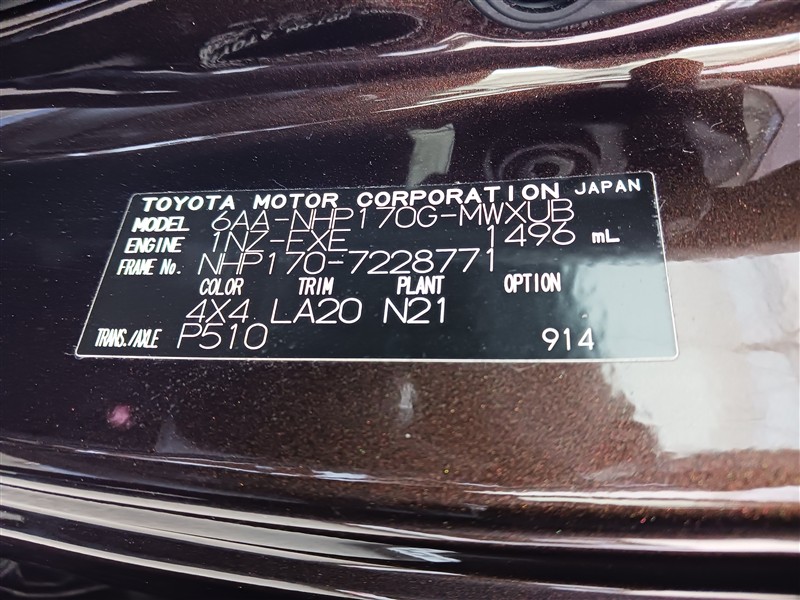 TOYOTA MOTOR CORPORATION JAPAN
MODEL 6AA-NHP170G-MWXUB
ENGINE 1NZ-FXE 1496 mL
FRAME No. NHP170-7228771
COLOR TRIM PLANT OPTION
4X4 LA20 N21
TRANS./AXLE P510 914